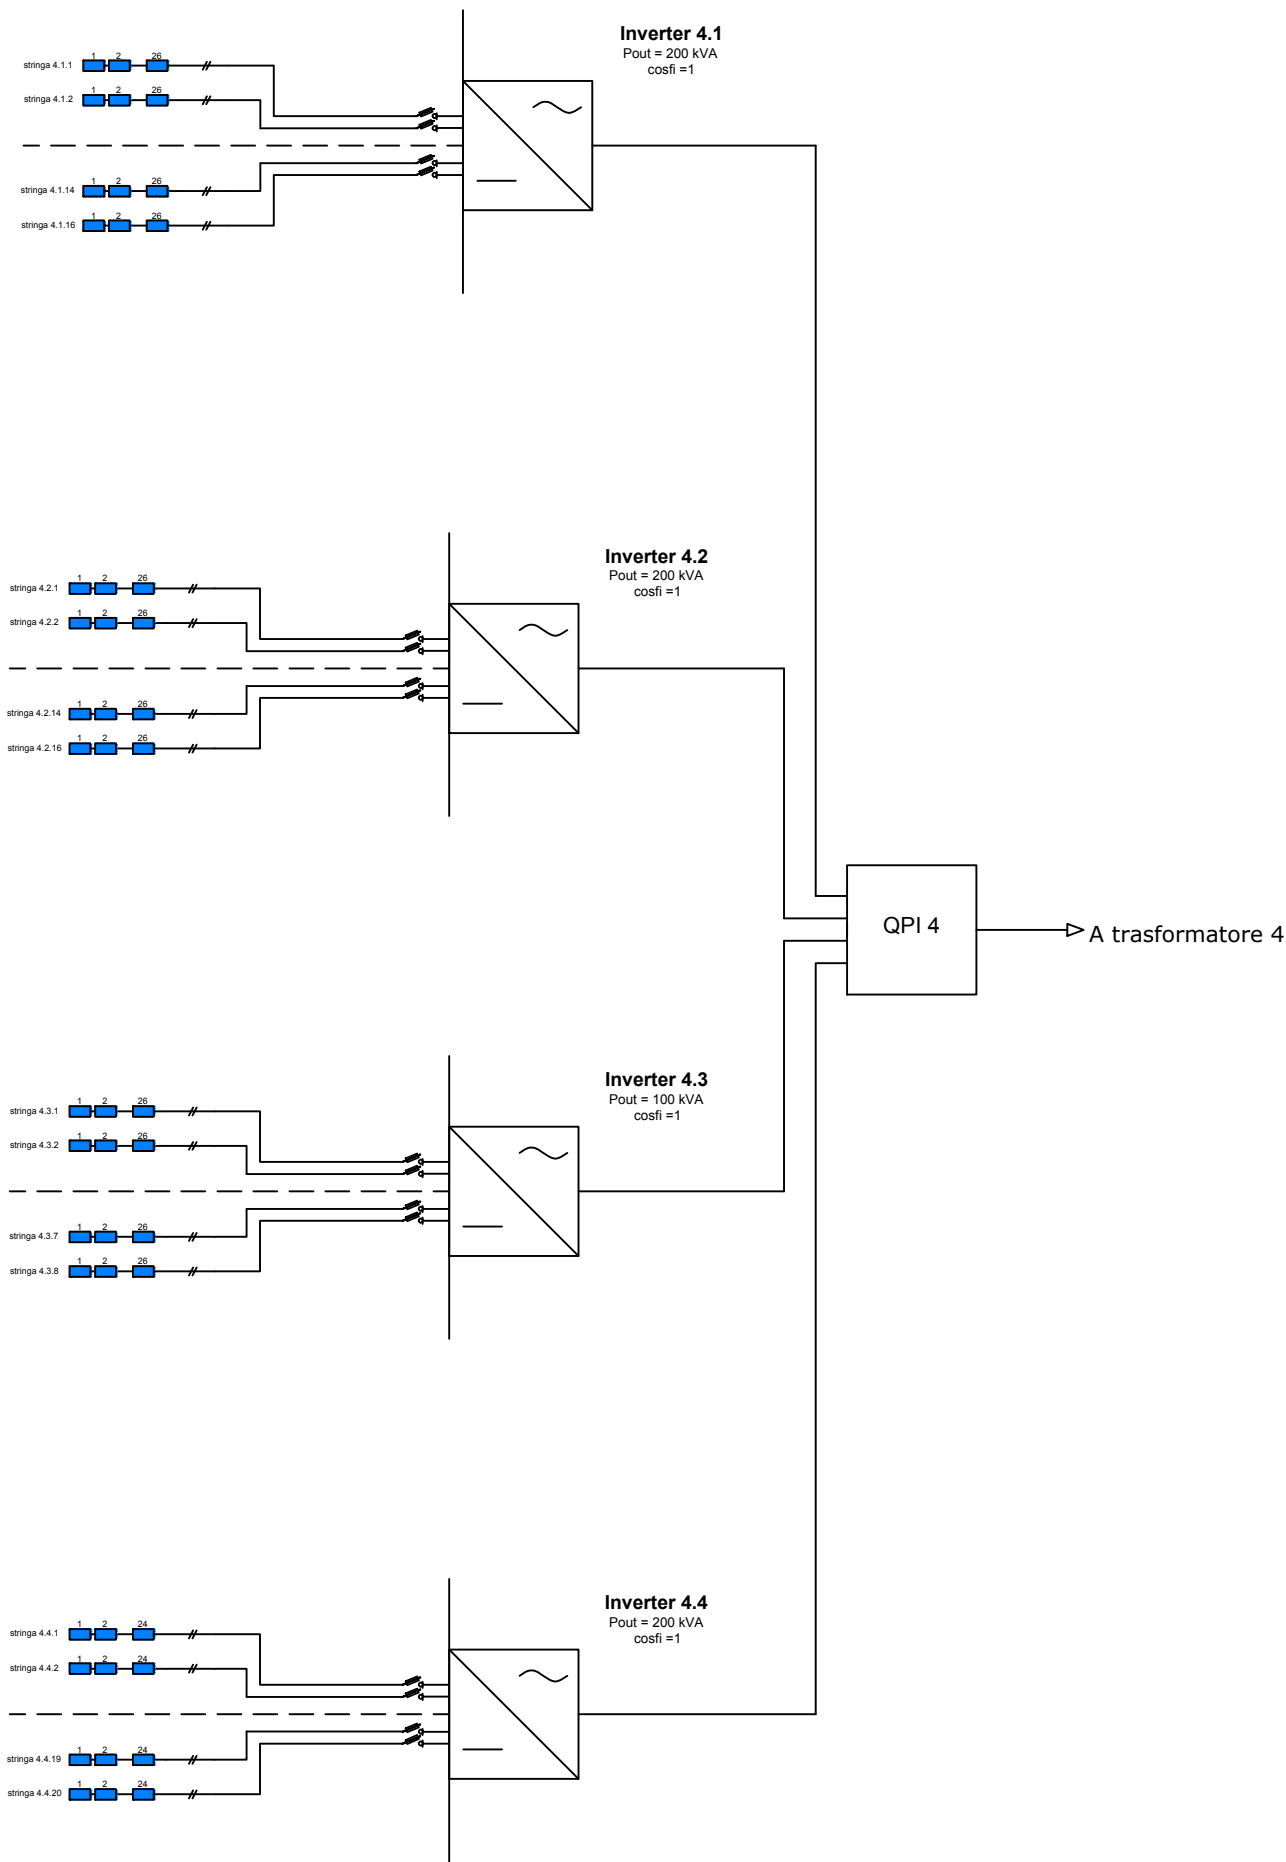 Inverter 4.1
Pout = 200 kVA
cosfi =1
1 2 26
stringa 4.1.1
1 2 26
stringa 4.1.2
1 2 26
stringa 4.1.14
1 2 26
stringa 4.1.16
Inverter 4.2
Pout = 200 kVA
cosfi =1
1 2 26
stringa 4.2.1
1 2 26
stringa 4.2.2
1 2 26
stringa 4.2.14
1 2 26
stringa 4.2.16
QPI 4
A trasformatore 4
Inverter 4.3
Pout = 100 kVA
cosfi =1
1 2 26
stringa 4.3.1
1 2 26
stringa 4.3.2
1 2 26
stringa 4.3.7
1 2 26
stringa 4.3.8
Inverter 4.4
Pout = 200 kVA
cosfi =1
1 2 24
stringa 4.4.1
1 2 24
stringa 4.4.2
1 2 24
stringa 4.4.19
1 2 24
stringa 4.4.20